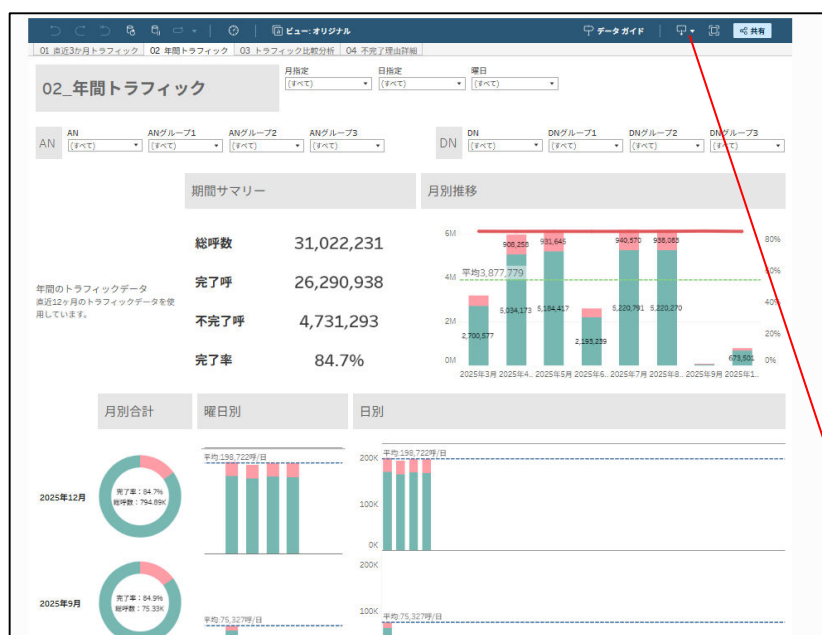 ビュー: オリジナル
データ ガイド
共有
01 直近3か月トラフィック 02 年間トラフィック 03 トラフィック比較分析 04 不完了理由詳細
02_年間トラフィック
月指定 日指定 曜日
(すべて) (すべて) (すべて)
AN
AN ANグループ1 ANグループ2 ANグループ3
(すべて) (すべて) (すべて) (すべて)
DN
DN DNグループ1 DNグループ2 DNグループ3
(すべて) (すべて) (すべて) (すべて)
期間サマリー
総呼数 31,022,231
完了呼 26,290,938
不完了呼 4,731,293
完了率 84.7%
年間のトラフィックデータ
直近12ヶ月のトラフィックデータを使
用しています。
月別推移
6M
4M
2M
0M
80%
60%
40%
20%
0%
平均3,877,779
908,258 931,645 940,570 938,083
2,700,577 5,034,173 5,184,417 2,193,239 5,220,791 5,220,270 673,501
2025年3月 2025年4.. 2025年5月 2025年6.. 2025年7月 2025年8.. 2025年9月 2025年1..
月別合計 曜日別 日別
2025年12月
完了率：84.7%
総呼数：794.89K
平均:198,722呼/日
200K
100K
0K
平均:198,722呼/日
2025年9月
完了率：84.9%
総呼数：75.33K
平均:75,327呼/日
200K
100K
平均:75,327呼/日